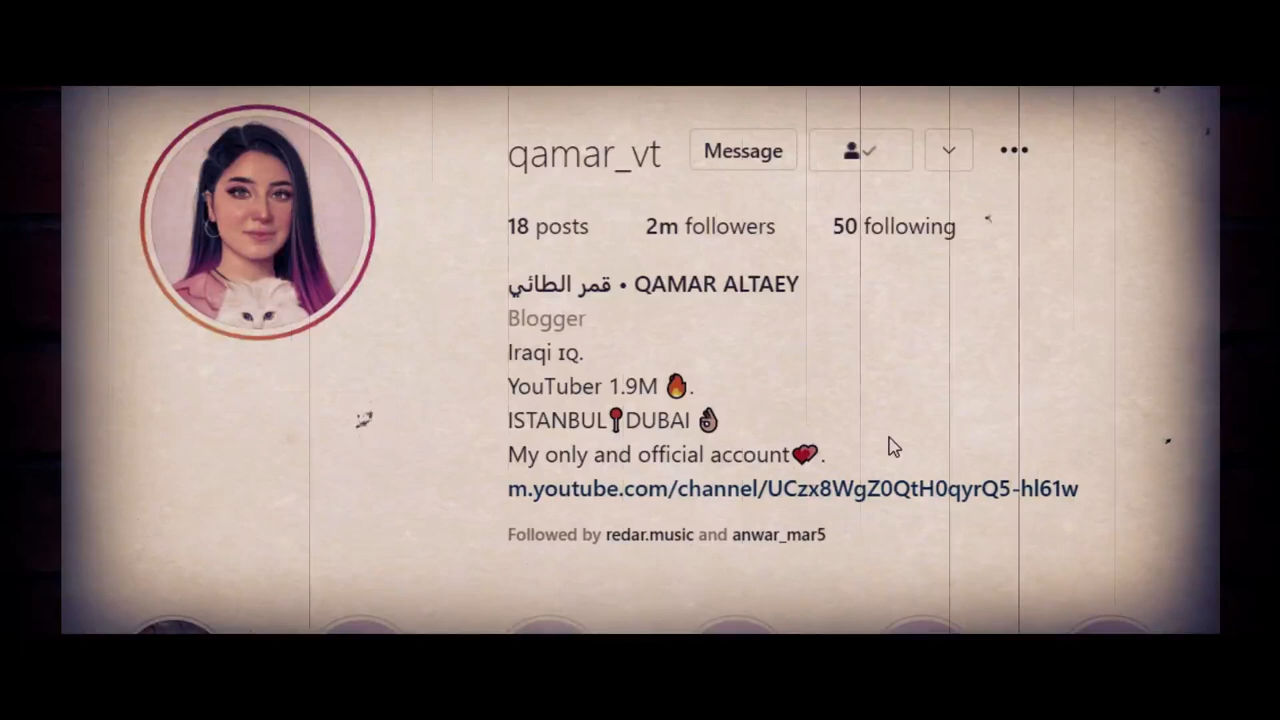 qamar_vt Message
18 posts 2m followers 50 following
قمر الطائي • QAMAR ALTAEY
Blogger
Iraqi IQ.
YouTuber 1.9M 🔥.
ISTANBUL📍DUBAI 👌🏽
My only and official account💕.
m.youtube.com/channel/UCzx8WgZ0QtH0qyrQ5-hl61w
Followed by redar.music and anwar_mar5